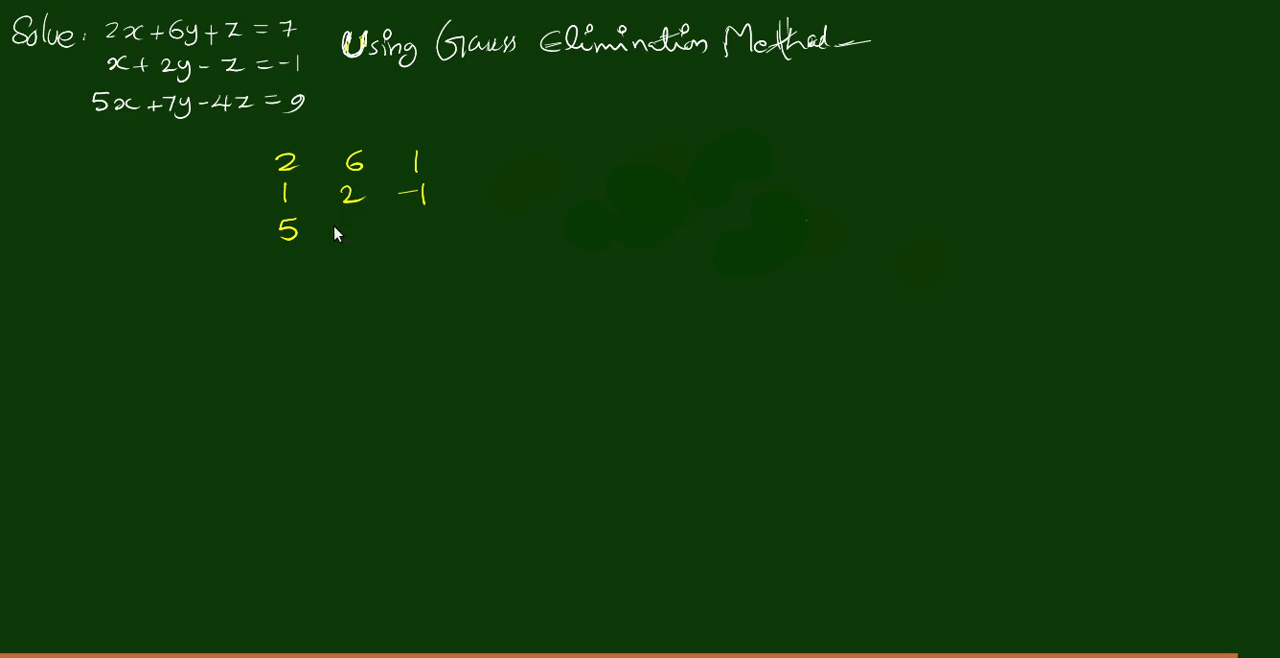 Solve: 2x+6y+z=7 Using Gauss Elimination Method-
x+2y-z=-1
5x+7y-4z=9
2 6 1
1 2 -1
5